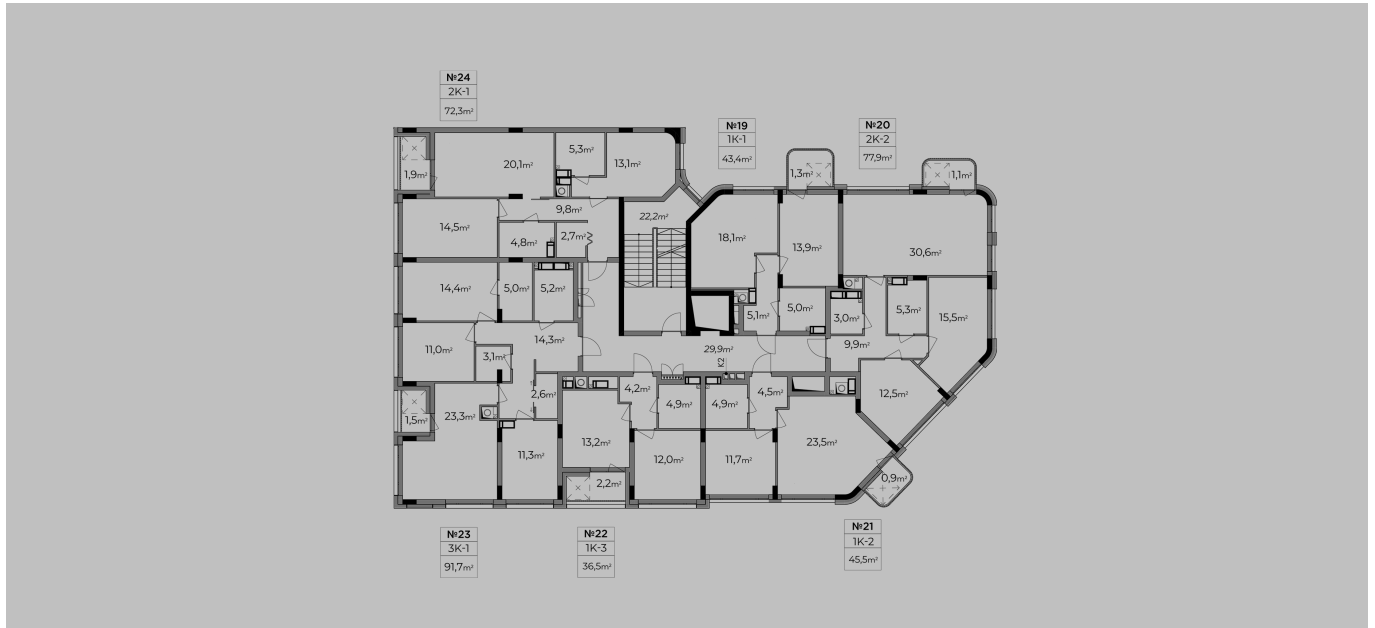 №24
2К-1
72,3м²
№19
1К-1
43,4м²
№20
2К-2
77,9м²
1,9м²
20,1м²
5,3м²
13,1м²
1,3м²
1,1м²
14,5м²
9,8м²
4,8м²
2,7м²
22,2м²
18,1м²
13,9м²
30,6м²
14,4м²
5,0м²
5,2м²
5,1м²
5,0м²
3,0м²
5,3м²
15,5м²
11,0м²
14,3м²
3,1м²
29,9м²
К2
9,9м²
1,5м²
23,3м²
2,6м²
4,2м²
4,9м²
4,9м²
4,5м²
12,5м²
11,3м²
13,2м²
12,0м²
11,7м²
23,5м²
2,2м²
0,9м²
№23
3К-1
91,7м²
№22
1К-3
36,5м²
№21
1К-2
45,5м²